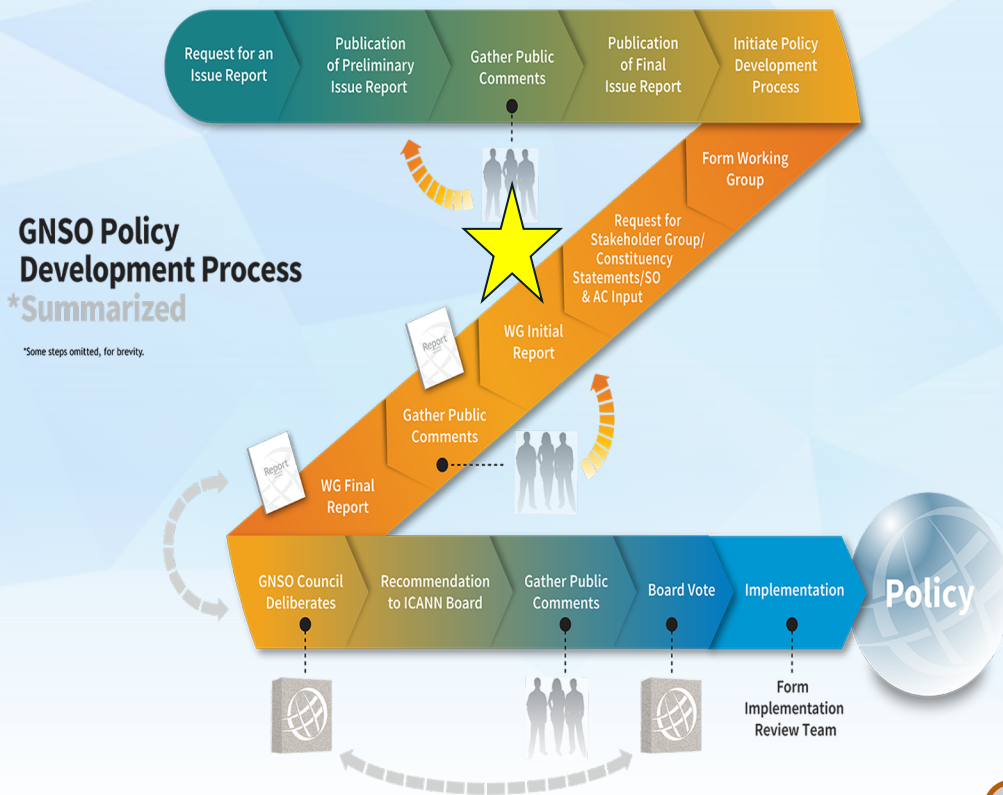 Request for an
Issue Report
Publication
of Preliminary
Issue Report
Gather Public
Comments
Publication
of Final
Issue Report
Initiate Policy
Development
Process
Form Working
Group
Request for
Stakeholder Group/
Constituency
Statements/SO
& AC Input
GNSO Policy
Development Process
*Summarized
*Some steps omitted, for brevity.
WG Initial
Report
Report
Gather Public
Comments
Report
WG Final
Report
GNSO Council
Deliberates
Recommendation
to ICANN Board
Gather Public
Comments
Board Vote
Implementation
Policy
Form
Implementation
Review Team